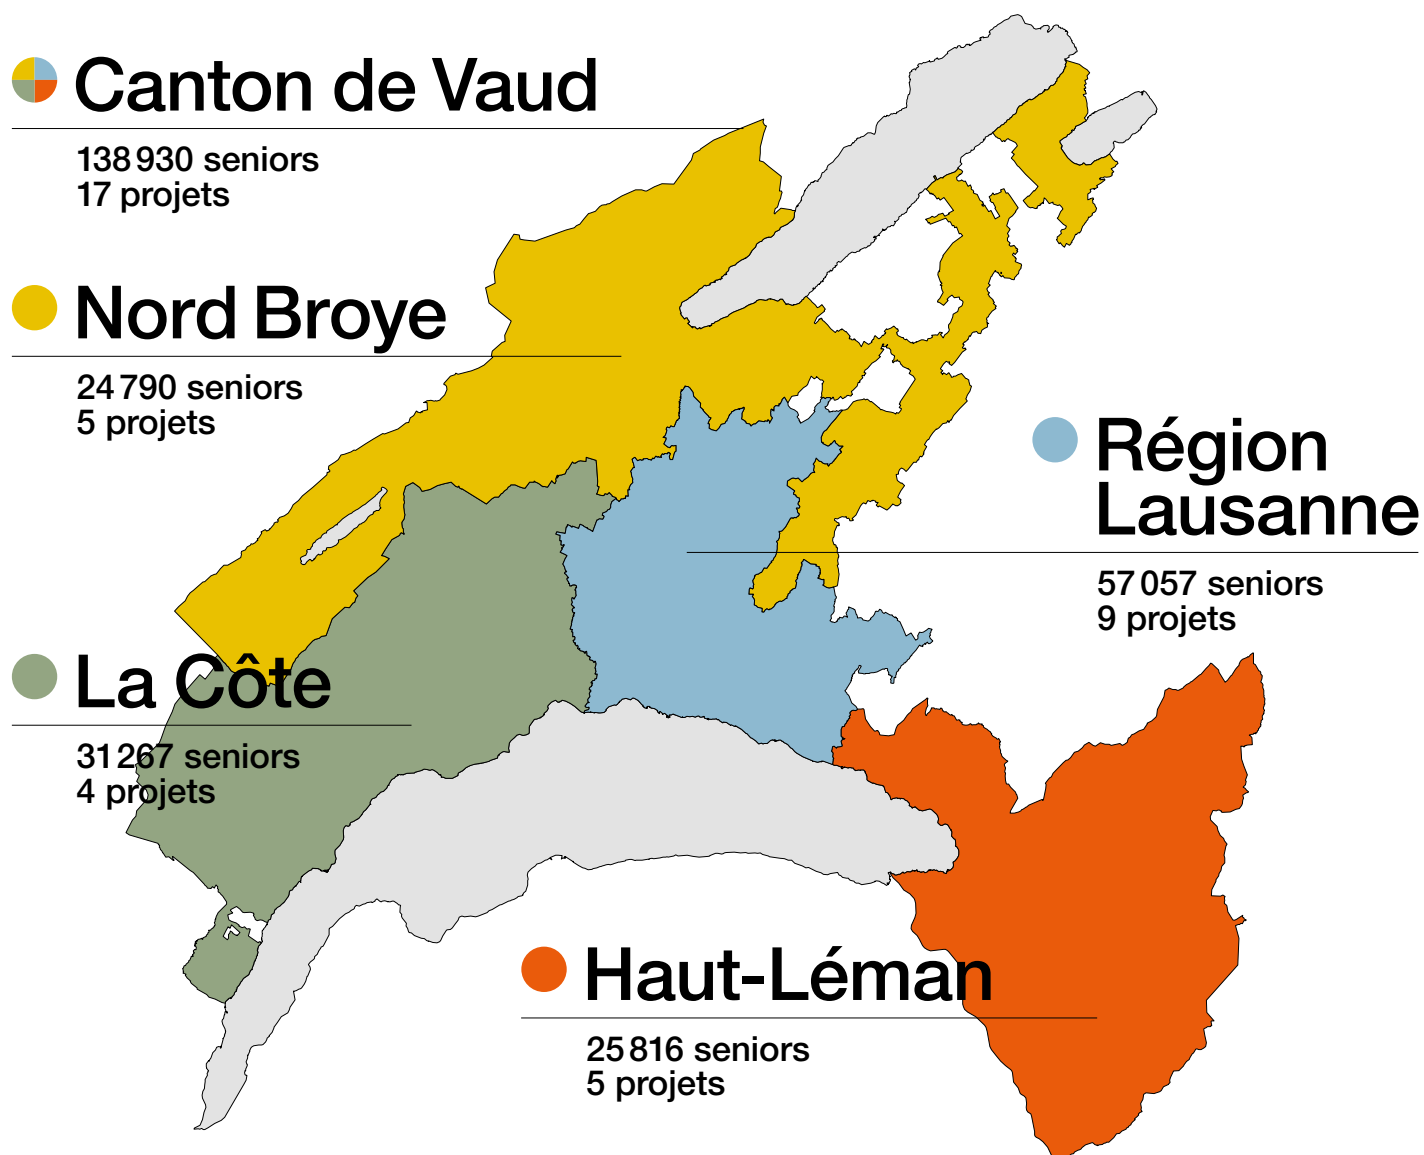 Canton de Vaud
138 930 seniors
17 projets
Nord Broye
24 790 seniors
5 projets
Région
Lausanne
57 057 seniors
9 projets
La Côte
31 267 seniors
4 projets
Haut-Léman
25 816 seniors
5 projets